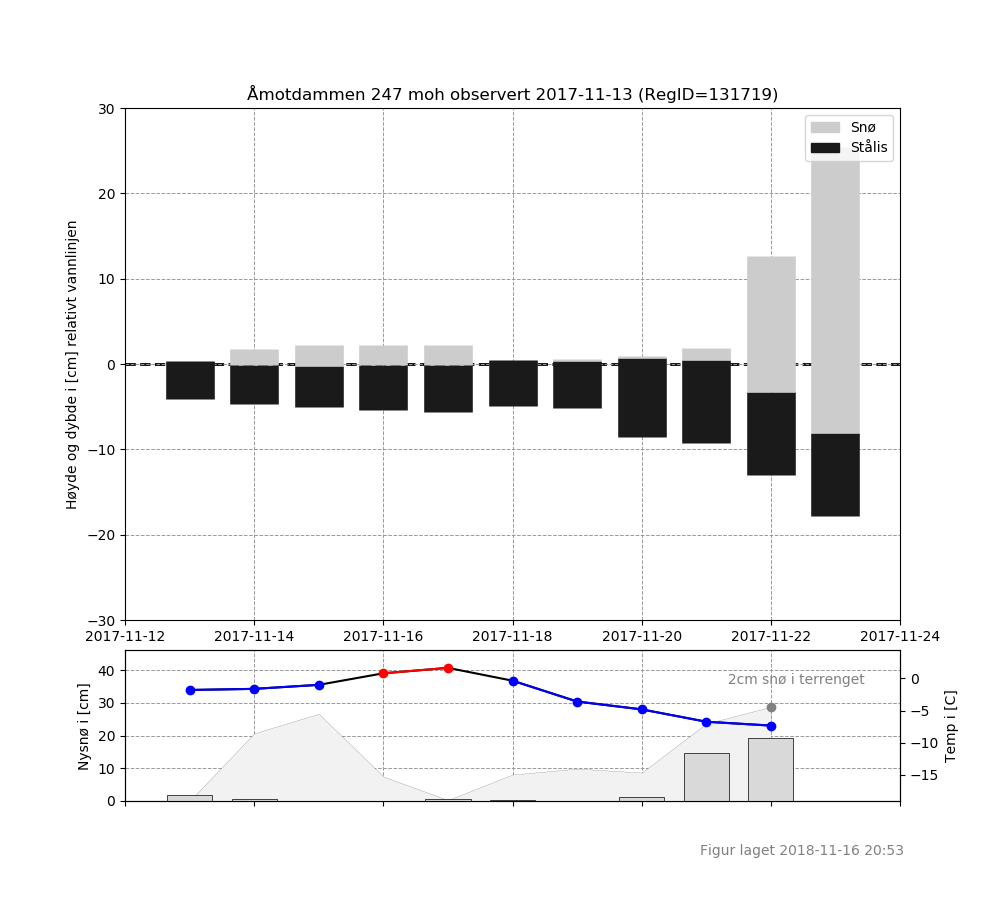 Åmotdammen 247 moh observert 2017-11-13 (RegID=131719)
Snø
Stålis
30
20
10
0
−10
−20
−30
Høyde og dybde i [cm] relativt vannlinjen
2017-11-12 2017-11-14 2017-11-16 2017-11-18 2017-11-20 2017-11-22 2017-11-24
2cm snø i terrenget
40
30
20
10
0
Nysnø i [cm]
0
−5
−10
−15
Temp i [C]
Figur laget 2018-11-16 20:53